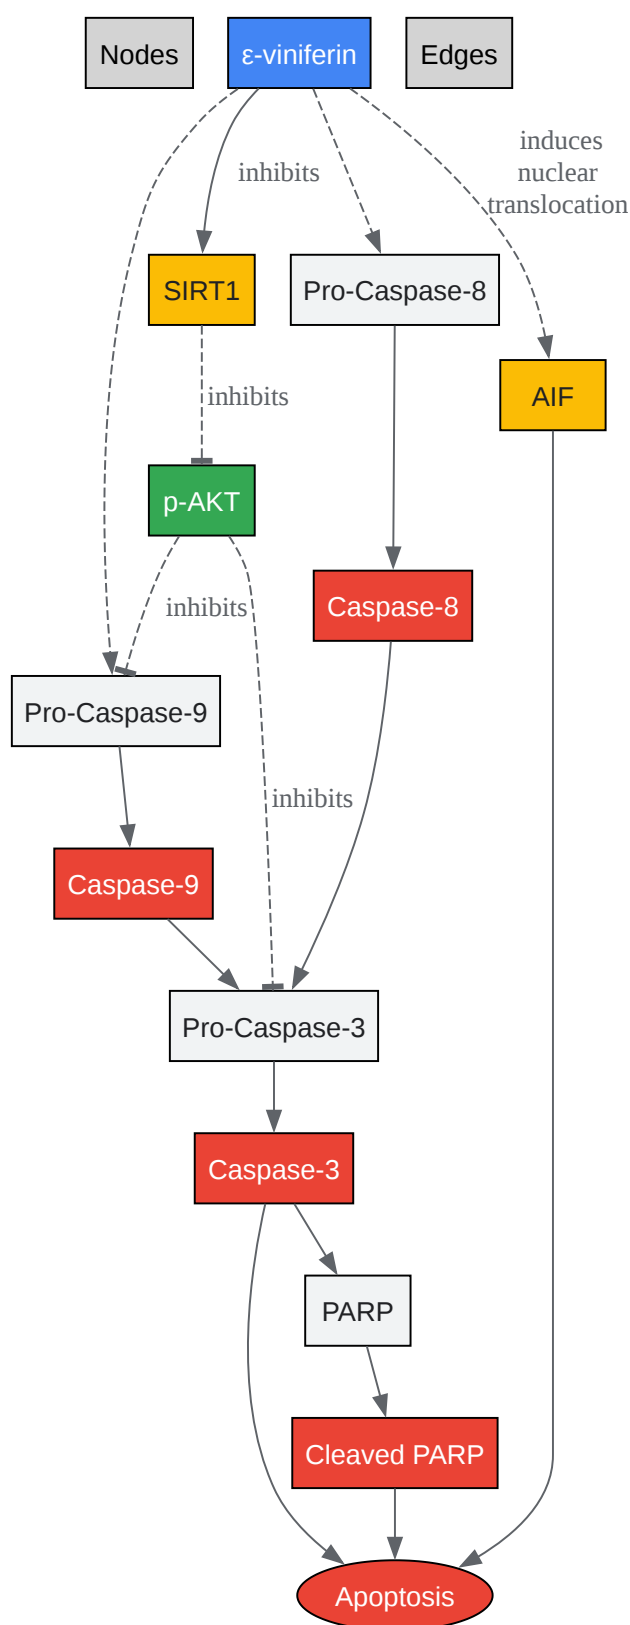 Nodes
ε-viniferin
Edges
induces
nuclear
translocation
inhibits
SIRT1
Pro-Caspase-8
AIF
inhibits
p-AKT
Caspase-8
inhibits
Pro-Caspase-9
inhibits
Caspase-9
Pro-Caspase-3
Caspase-3
PARP
Cleaved PARP
Apoptosis